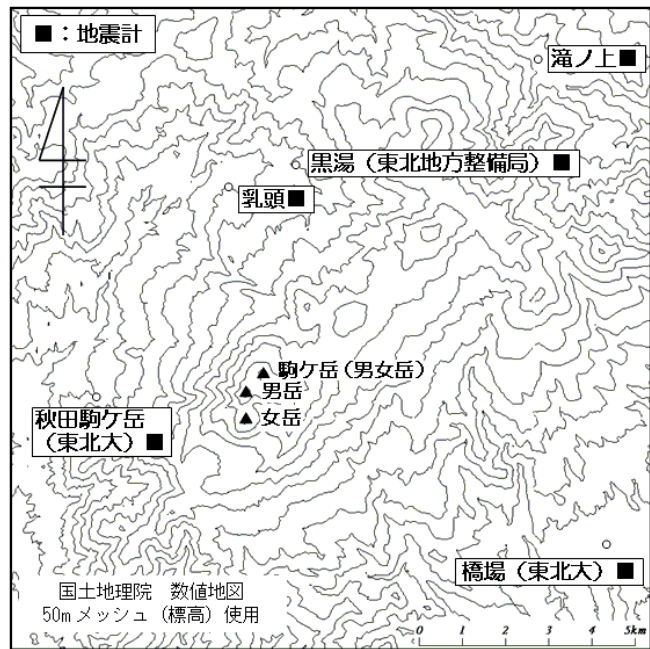 ■：地震計
滝ノ上■
黒湯（東北地方整備局）■
乳頭■
▲ 駒ケ岳（男女岳）
▲ 男岳
▲ 女岳
秋田駒ケ岳
（東北大）■
橋場（東北大）■
国土地理院　数値地図
50mメッシュ（標高）使用
0 1 2 3 4 5km